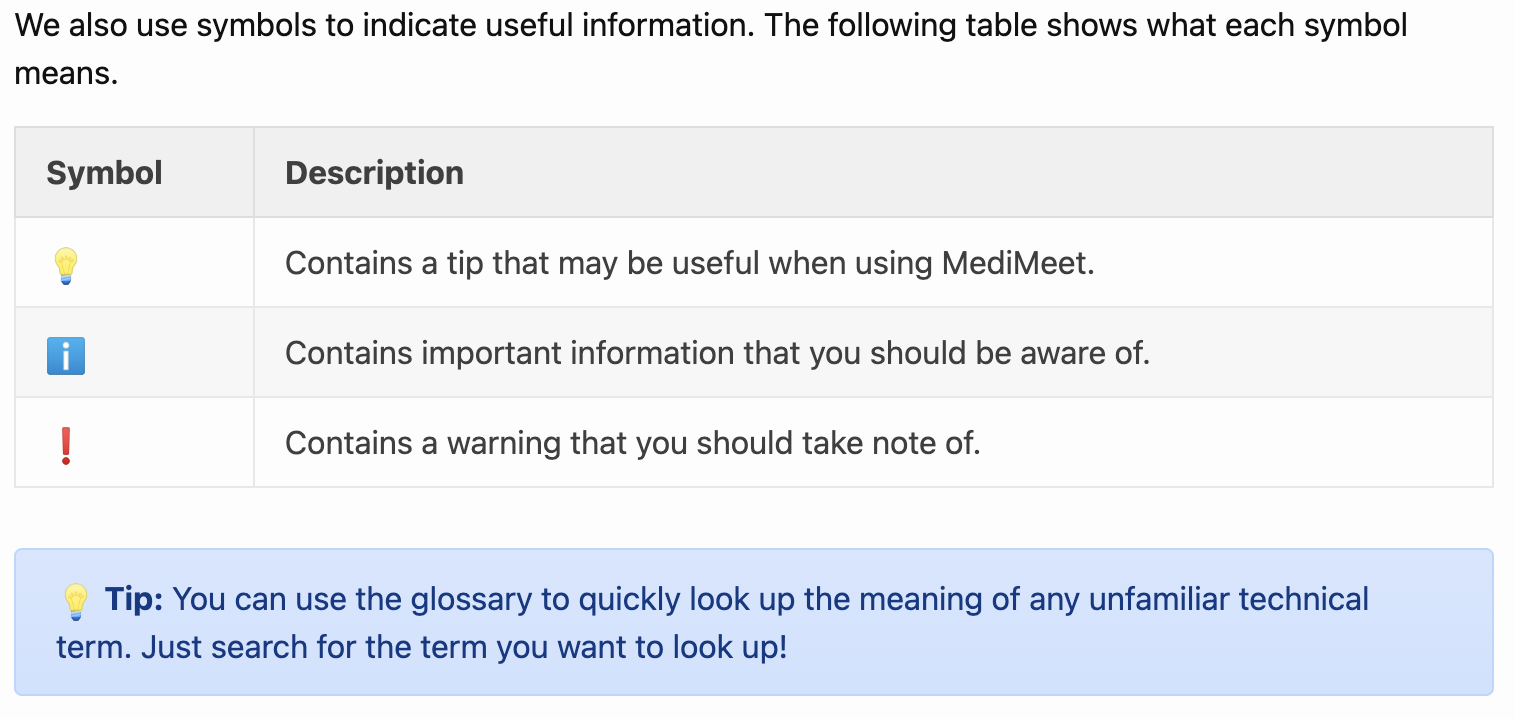 We also use symbols to indicate useful information. The following table shows what each symbol
means.
Symbol Description
💡 Contains a tip that may be useful when using MediMeet.
ℹ️ Contains important information that you should be aware of.
❗ Contains a warning that you should take note of.
💡 Tip: You can use the glossary to quickly look up the meaning of any unfamiliar technical
term. Just search for the term you want to look up!